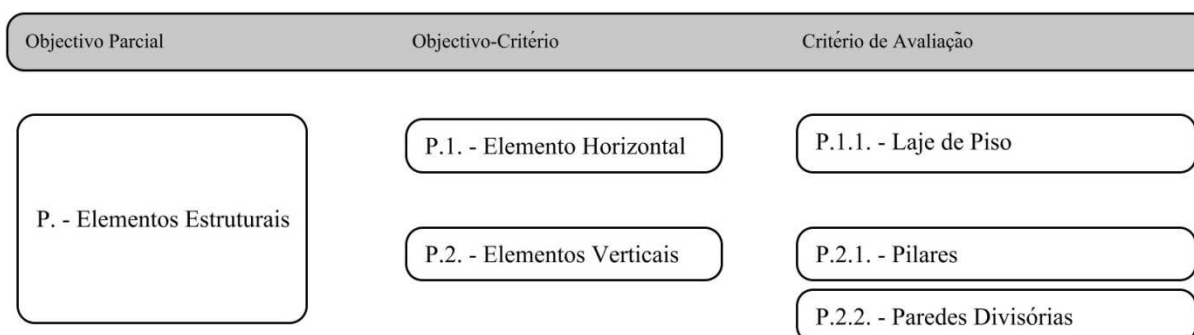 Objectivo Parcial
Objectivo-Critério
Critério de Avaliação
P. - Elementos Estruturais
P.1. - Elemento Horizontal
P.1.1. - Laje de Piso
P.2. - Elementos Verticais
P.2.1. - Pilares
P.2.2. - Paredes Divisórias